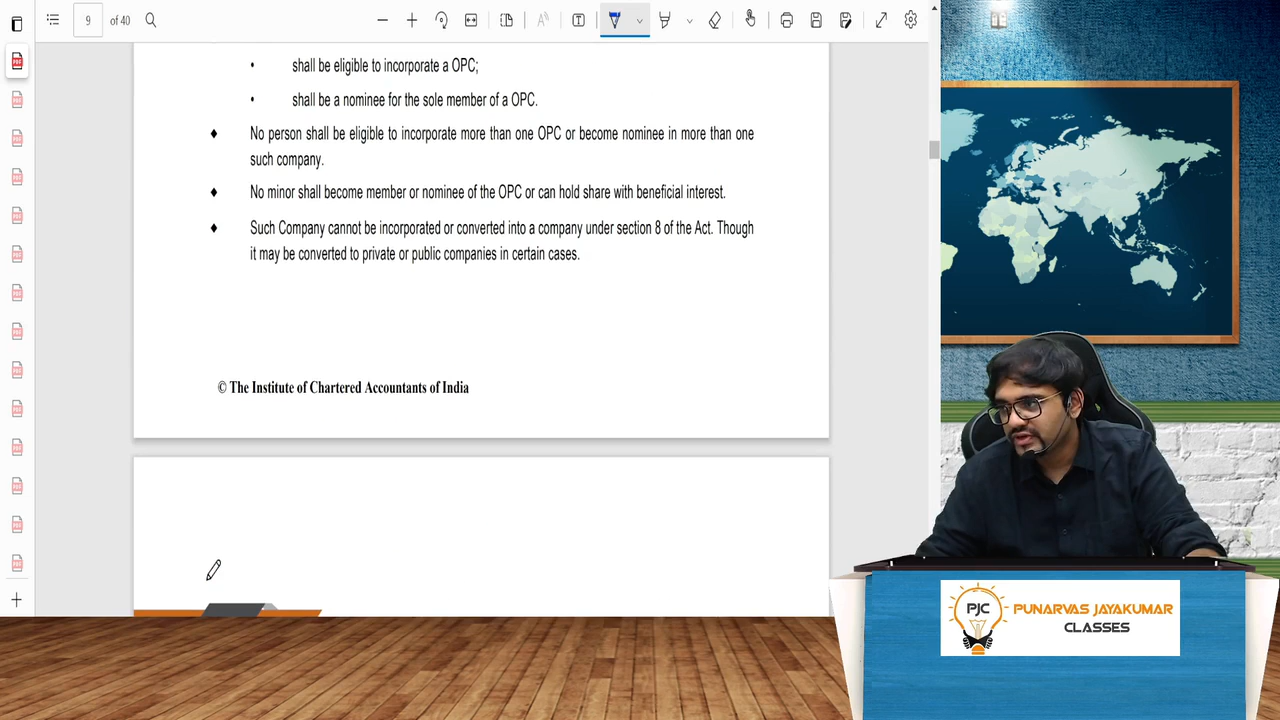 9 of 40
• shall be eligible to incorporate a OPC;
• shall be a nominee for the sole member of a OPC.
♦ No person shall be eligible to incorporate more than one OPC or become nominee in more than one
such company.
♦ No minor shall become member or nominee of the OPC or can hold share with beneficial interest.
♦ Such Company cannot be incorporated or converted into a company under section 8 of the Act. Though
it may be converted to private or public companies in certain cases.
© The Institute of Chartered Accountants of India
PJC
PUNARVAS JAYAKUMAR
CLASSES